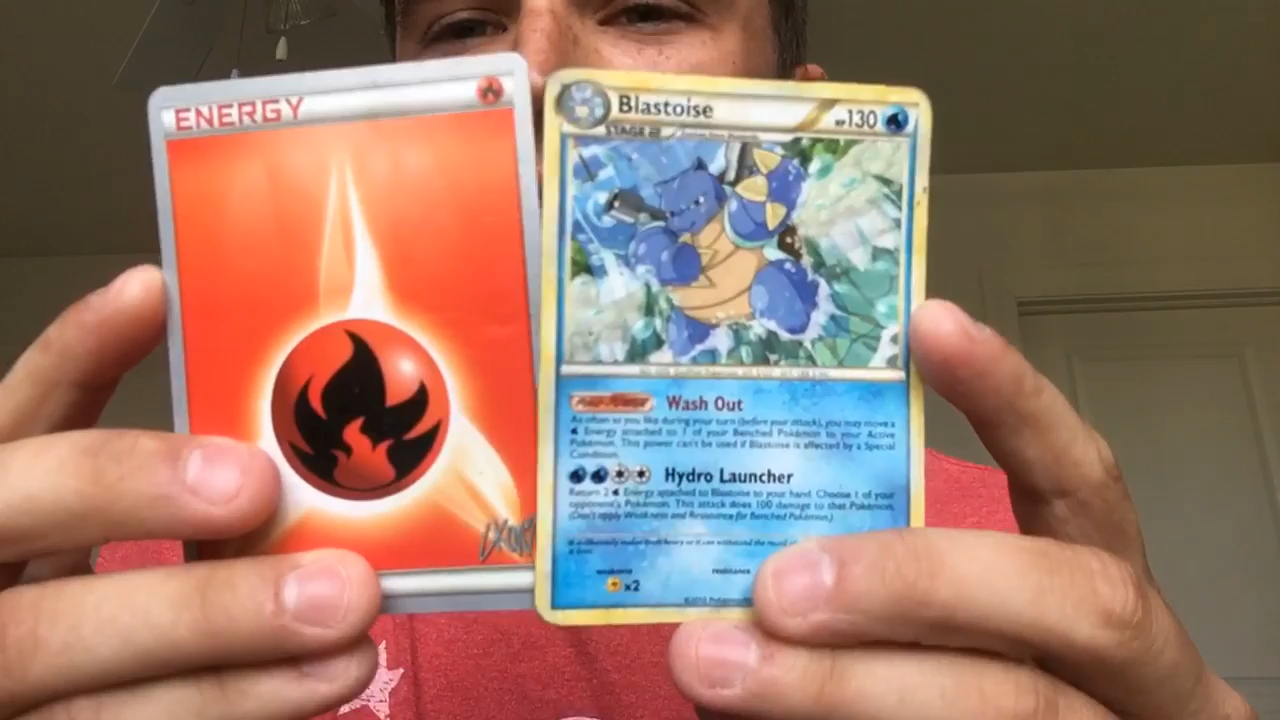 ENERGY
Blastoise
HP130
STAGE 2
Wash Out
As often as you like during your turn (before your attack), you may move a
Energy attached to 1 of your Benched Pokémon to your Active
Pokémon. This power can't be used if Blastoise is affected by a Special
Condition.
Hydro Launcher
Return 2 Energy attached to Blastoise to your hand. Choose 1 of your
opponent's Pokémon. This attack does 100 damage to that Pokémon.
(Don't apply Weakness and Resistance for Benched Pokémon.)
weakness
resistance
x2
©2010 Pokémon